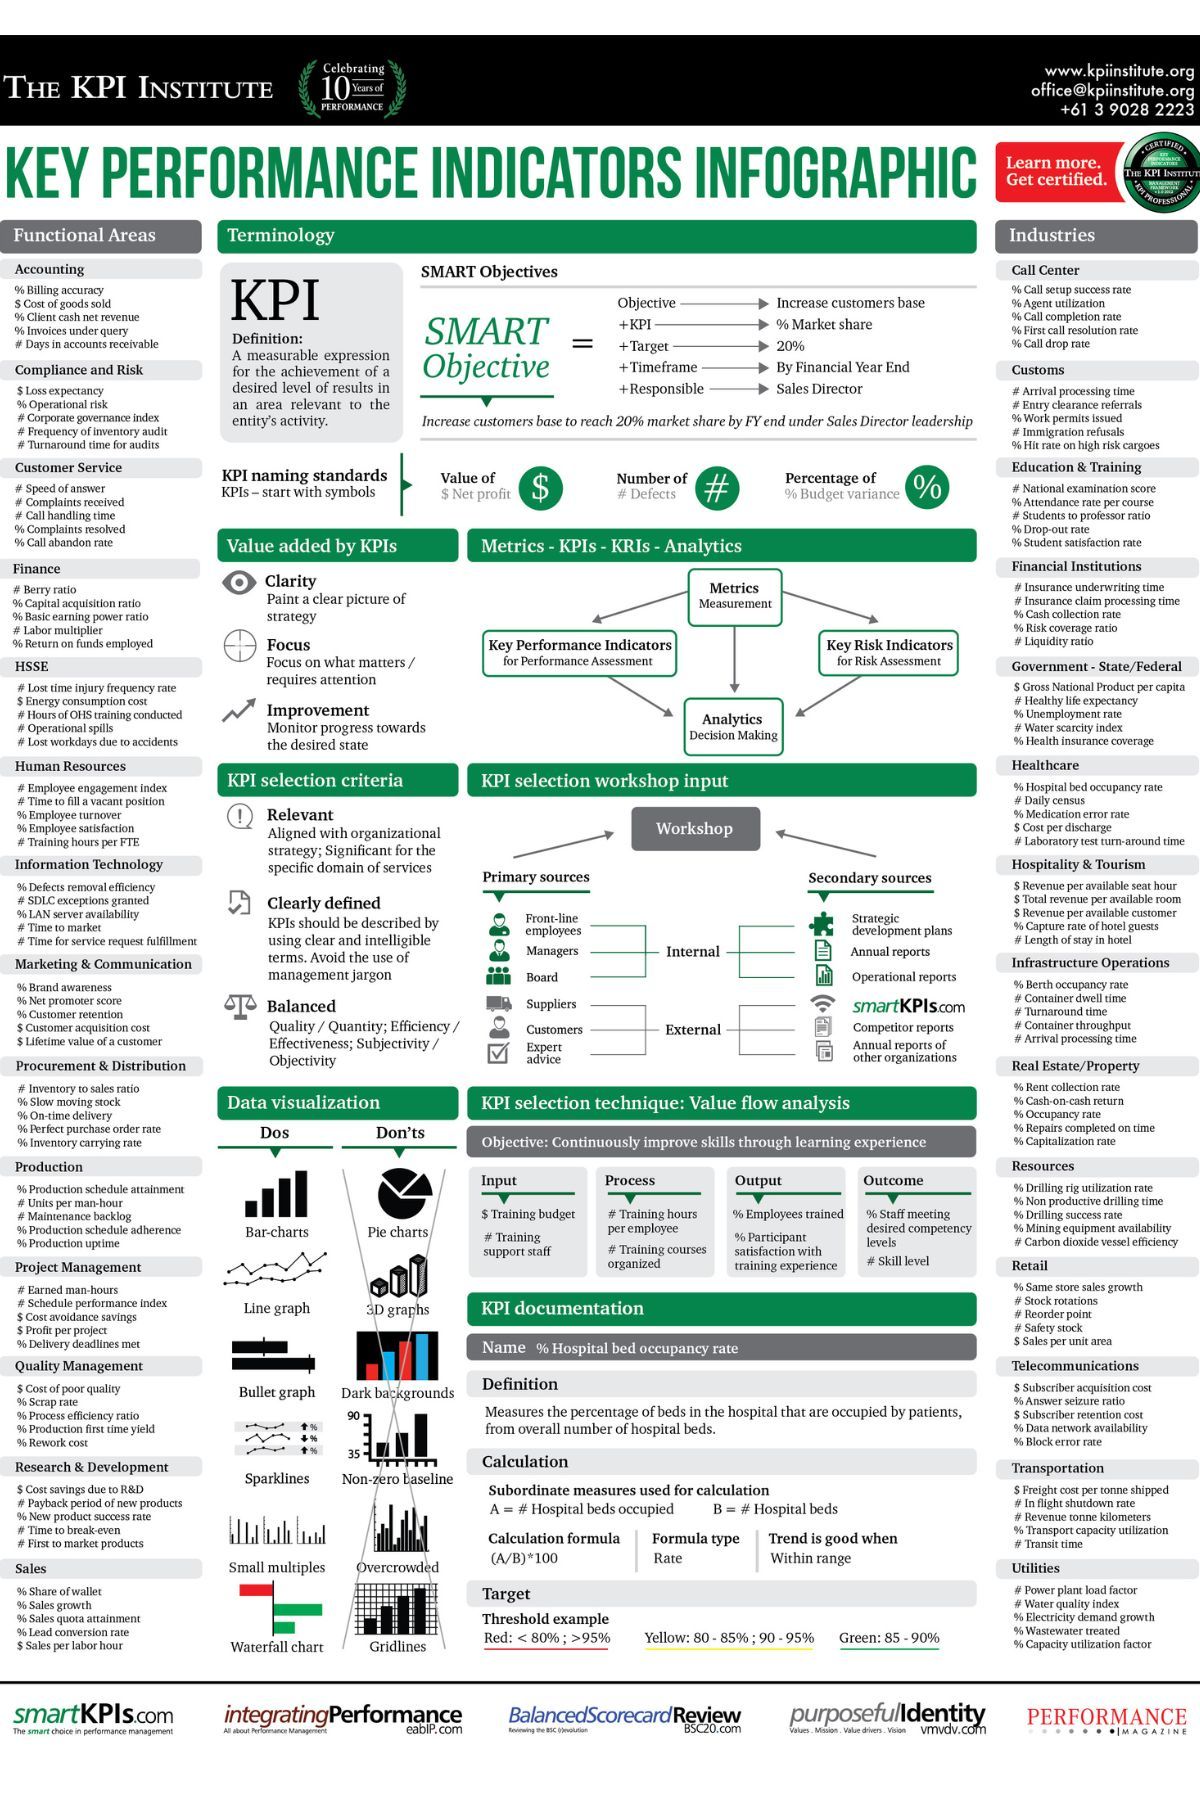 THE KPI INSTITUTE
Celebrating
10 Years of
PERFORMANCE
www.kpiinstitute.org
office@kpiinstitute.org
+61 3 9028 2223
KEY PERFORMANCE INDICATORS INFOGRAPHIC
Learn more.
Get certified.
CERTIFIED
KEY
PERFORMANCE
INDICATORS
THE KPI INSTITUTE
MANAGEMENT
FRAMEWORK
KPI PROFESSIONAL
Functional Areas
Accounting
% Billing accuracy
$ Cost of goods sold
% Client cash net revenue
% Invoices under query
# Days in accounts receivable
Compliance and Risk
$ Loss expectancy
% Operational risk
# Corporate governance index
# Frequency of inventory audit
# Turnaround time for audits
Customer Service
# Speed of answer
# Complaints received
# Call handling time
% Complaints resolved
% Call abandon rate
Finance
# Berry ratio
% Capital acquisition ratio
% Basic earning power ratio
# Labor multiplier
% Return on funds employed
HSSE
# Lost time injury frequency rate
$ Energy consumption cost
# Hours of OHS training conducted
# Operational spills
# Lost workdays due to accidents
Human Resources
# Employee engagement index
# Time to fill a vacant position
% Employee turnover
% Employee satisfaction
# Training hours per FTE
Information Technology
% Defects removal efficiency
# SDLC exceptions granted
% LAN server availability
# Time to market
# Time for service request fulfillment
Marketing & Communication
% Brand awareness
% Net promoter score
% Customer retention
$ Customer acquisition cost
$ Lifetime value of a customer
Procurement & Distribution
# Inventory to sales ratio
% Slow moving stock
% On-time delivery
% Perfect purchase order rate
% Inventory carrying rate
Production
% Production schedule attainment
# Units per man-hour
# Maintenance backlog
% Production schedule adherence
% Production uptime
Project Management
# Earned man-hours
# Schedule performance index
$ Cost avoidance savings
$ Profit per project
% Delivery deadlines met
Quality Management
$ Cost of poor quality
% Scrap rate
% Process efficiency ratio
% Production first time yield
% Rework cost
Research & Development
$ Cost savings due to R&D
# Payback period of new products
% New product success rate
# Time to break-even
# First to market products
Sales
% Share of wallet
% Sales growth
% Sales quota attainment
% Lead conversion rate
$ Sales per labor hour
Terminology
KPI
Definition:
A measurable expression
for the achievement of a
desired level of results in
an area relevant to the
entity's activity.
SMART Objectives
SMART
Objective
=
Objective Increase customers base
+KPI % Market share
+Target 20%
+Timeframe By Financial Year End
+Responsible Sales Director
Increase customers base to reach 20% market share by FY end under Sales Director leadership
KPI naming standards
KPIs – start with symbols
Value of
$ Net profit
$
Number of
# Defects
#
Percentage of
% Budget variance
%
Value added by KPIs
Clarity
Paint a clear picture of
strategy
Focus
Focus on what matters /
requires attention
Improvement
Monitor progress towards
the desired state
Metrics - KPIs - KRIs - Analytics
Metrics
Measurement
Key Performance Indicators
for Performance Assessment
Key Risk Indicators
for Risk Assessment
Analytics
Decision Making
KPI selection criteria
Relevant
Aligned with organizational
strategy; Significant for the
specific domain of services
Clearly defined
KPIs should be described by
using clear and intelligible
terms. Avoid the use of
management jargon
Balanced
Quality / Quantity; Efficiency /
Effectiveness; Subjectivity /
Objectivity
KPI selection workshop input
Workshop
Primary sources
Front-line
employees
Managers
Board
Suppliers
Customers
Expert
advice
Internal
External
Secondary sources
Strategic
development plans
Annual reports
Operational reports
smartKPIs.com
Competitor reports
Annual reports of
other organizations
Data visualization
Dos
Bar-charts
Line graph
Bullet graph
%
%
%
Sparklines
Small multiples
Waterfall chart
Don'ts
Pie charts
3D graphs
Dark backgrounds
90
35
Non-zero baseline
Overcrowded
Gridlines
KPI selection technique: Value flow analysis
Objective: Continuously improve skills through learning experience
Input
$ Training budget
# Training
support staff
Process
# Training hours
per employee
# Training courses
organized
Output
% Employees trained
% Participant
satisfaction with
training experience
Outcome
% Staff meeting
desired competency
levels
# Skill level
KPI documentation
Name % Hospital bed occupancy rate
Definition
Measures the percentage of beds in the hospital that are occupied by patients,
from overall number of hospital beds.
Calculation
Subordinate measures used for calculation
A = # Hospital beds occupied B = # Hospital beds
Calculation formula
(A/B)*100
Formula type
Rate
Trend is good when
Within range
Target
Threshold example
Red: < 80% ; >95% Yellow: 80 - 85% ; 90 - 95% Green: 85 - 90%
Industries
Call Center
% Call setup success rate
% Agent utilization
% Call completion rate
% First call resolution rate
% Call drop rate
Customs
# Arrival processing time
# Entry clearance referrals
% Work permits issued
# Immigration refusals
% Hit rate on high risk cargoes
Education & Training
# National examination score
% Attendance rate per course
# Students to professor ratio
% Drop-out rate
% Student satisfaction rate
Financial Institutions
# Insurance underwriting time
# Insurance claim processing time
% Cash collection rate
% Risk coverage ratio
# Liquidity ratio
Government - State/Federal
$ Gross National Product per capita
# Healthy life expectancy
% Unemployment rate
# Water scarcity index
% Health insurance coverage
Healthcare
% Hospital bed occupancy rate
# Daily census
% Medication error rate
$ Cost per discharge
# Laboratory test turn-around time
Hospitality & Tourism
$ Revenue per available seat hour
$ Total revenue per available room
$ Revenue per available customer
% Capture rate of hotel guests
# Length of stay in hotel
Infrastructure Operations
% Berth occupancy rate
# Container dwell time
# Turnaround time
# Container throughput
# Arrival processing time
Real Estate/Property
% Rent collection rate
% Cash-on-cash return
% Occupancy rate
% Repairs completed on time
% Capitalization rate
Resources
% Drilling rig utilization rate
% Non productive drilling time
% Drilling success rate
% Mining equipment availability
# Carbon dioxide vessel efficiency
Retail
% Same store sales growth
# Stock rotations
# Reorder point
# Safety stock
$ Sales per unit area
Telecommunications
$ Subscriber acquisition cost
% Answer seizure ratio
$ Subscriber retention cost
% Data network availability
% Block error rate
Transportation
$ Freight cost per tonne shipped
# In flight shutdown rate
# Revenue tonne kilometers
% Transport capacity utilization
# Transit time
Utilities
# Power plant load factor
# Water quality index
% Electricity demand growth
% Wastewater treated
% Capacity utilization factor
smartKPIs.com
The smart choice in performance management
integratingPerformance
All about Performance Management eabIP.com
BalancedScorecardReview
Reviewing the BSC (r)evolution BSC20.com
purposefulIdentity
Values . Mission . Value drivers . Vision vmvdv.com
PERFORMANCE
MAGAZINE